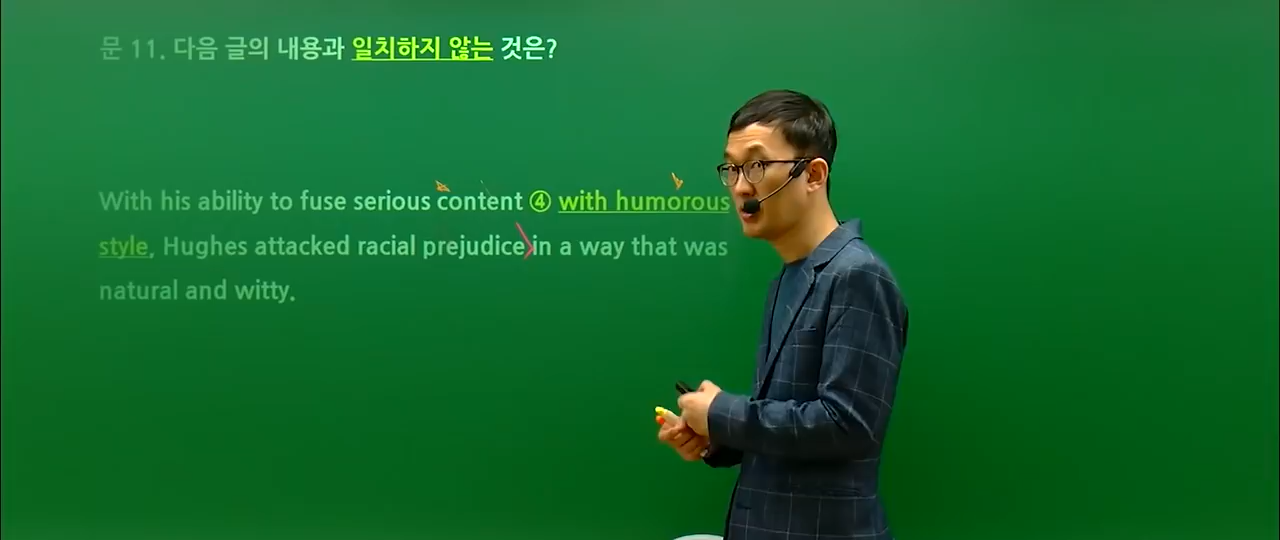 문 11. 다음 글의 내용과 일치하지 않는 것은?
With his ability to fuse serious content ④ with humorous
style, Hughes attacked racial prejudice in a way that was
natural and witty.